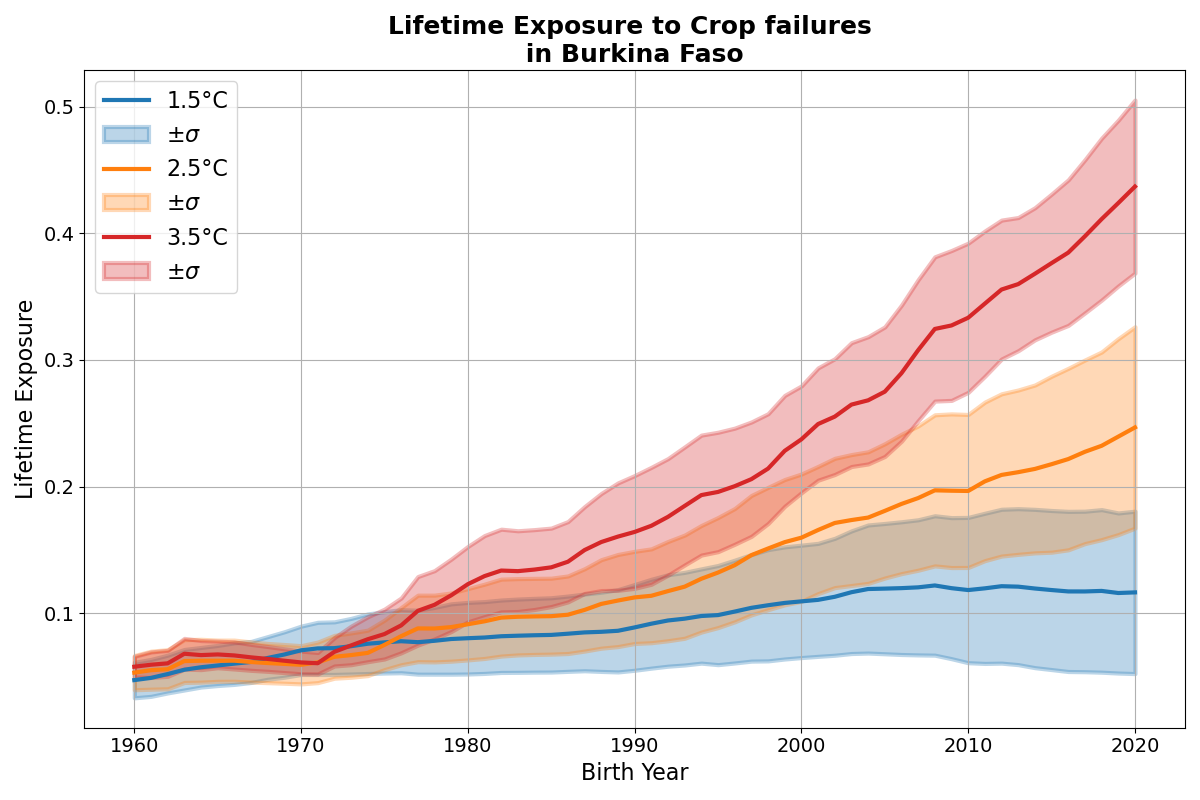 Lifetime Exposure to Crop failures
in Burkina Faso
1.5°C
±σ
2.5°C
±σ
3.5°C
±σ
Lifetime Exposure
0.5
0.4
0.3
0.2
0.1
1960 1970 1980 1990 2000 2010 2020
Birth Year